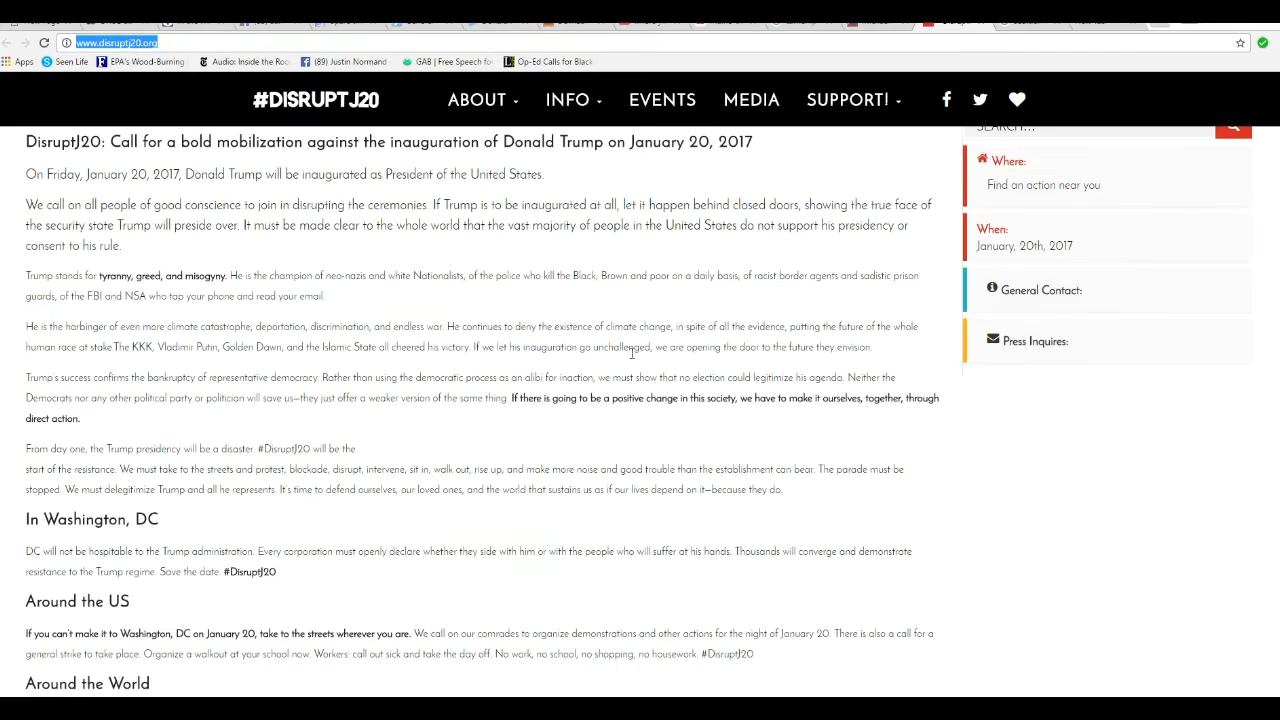 www.disruptj20.org
Apps Seen Life EPA's Wood-Burning Audio: Inside the Roo (89) Justin Normand GAB | Free Speech fo Op-Ed Calls for Black
#DISRUPTJ20 ABOUT INFO EVENTS MEDIA SUPPORT!
SEARCH...
DisruptJ20: Call for a bold mobilization against the inauguration of Donald Trump on January 20, 2017
On Friday, January 20, 2017, Donald Trump will be inaugurated as President of the United States.
We call on all people of good conscience to join in disrupting the ceremonies. If Trump is to be inaugurated at all, let it happen behind closed doors, showing the true face of
the security state Trump will preside over. It must be made clear to the whole world that the vast majority of people in the United States do not support his presidency or
consent to his rule.
Trump stands for tyranny, greed, and misogyny. He is the champion of neo-nazis and white Nationalists, of the police who kill the Black, Brown and poor on a daily basis, of racist border agents and sadistic prison
guards, of the FBI and NSA who tap your phone and read your email.
He is the harbinger of even more climate catastrophe, deportation, discrimination, and endless war. He continues to deny the existence of climate change, in spite of all the evidence, putting the future of the whole
human race at stake.The KKK, Vladimir Putin, Golden Dawn, and the Islamic State all cheered his victory. If we let his inauguration go unchallenged, we are opening the door to the future they envision.
Trump's success confirms the bankruptcy of representative democracy. Rather than using the democratic process as an alibi for inaction, we must show that no election could legitimize his agenda. Neither the
Democrats nor any other political party or politician will save us—they just offer a weaker version of the same thing. If there is going to be a positive change in this society, we have to make it ourselves, together, through
direct action.
From day one, the Trump presidency will be a disaster. #DisruptJ20 will be the
start of the resistance. We must take to the streets and protest, blockade, disrupt, intervene, sit in, walk out, rise up, and make more noise and good trouble than the establishment can bear. The parade must be
stopped. We must delegitimize Trump and all he represents. It's time to defend ourselves, our loved ones, and the world that sustains us as if our lives depend on it—because they do.
In Washington, DC
DC will not be hospitable to the Trump administration. Every corporation must openly declare whether they side with him or with the people who will suffer at his hands. Thousands will converge and demonstrate
resistance to the Trump regime. Save the date. #DisruptJ20
Around the US
If you can't make it to Washington, DC on January 20, take to the streets wherever you are. We call on our comrades to organize demonstrations and other actions for the night of January 20. There is also a call for a
general strike to take place. Organize a walkout at your school now. Workers: call out sick and take the day off. No work, no school, no shopping, no housework. #DisruptJ20
Around the World
Where:
Find an action near you
When:
January, 20th, 2017
General Contact:
Press Inquires: